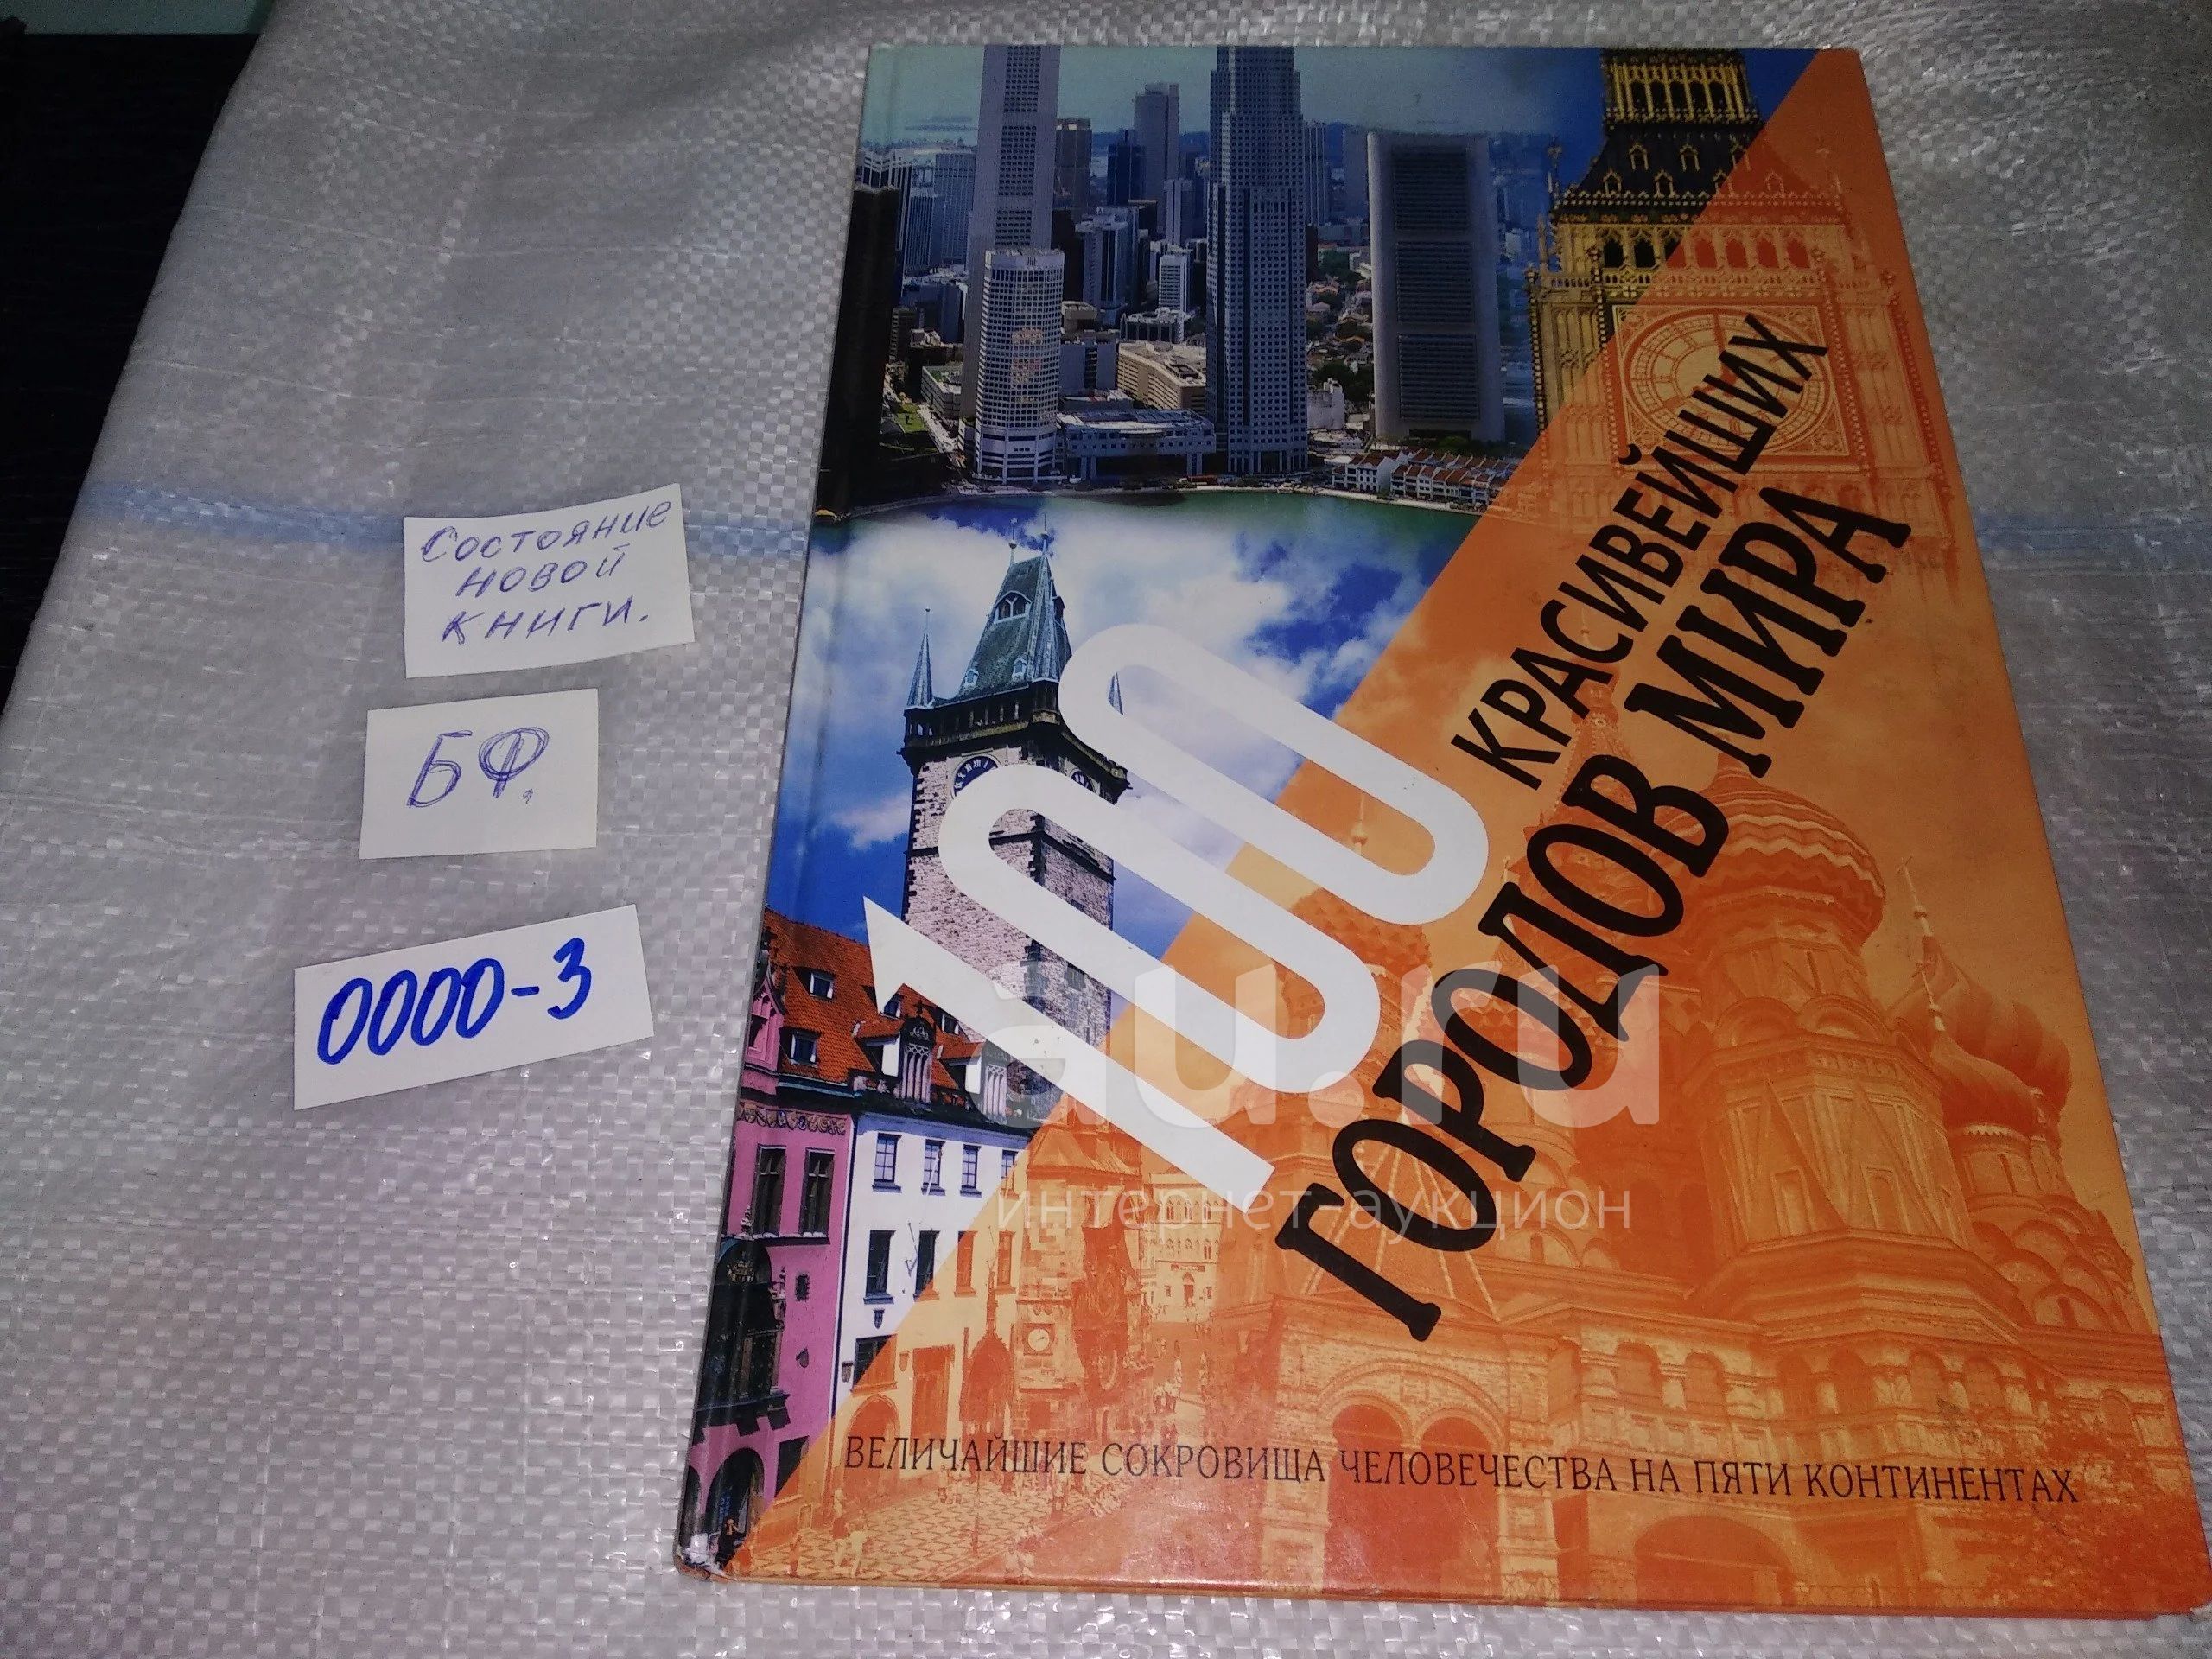 Состояние
новой
книги.
БФ.
0000-3
100
КРАСИВЕЙШИХ
ГОРОДОВ МИРА
ВЕЛИЧАЙШИЕ СОКРОВИЩА ЧЕЛОВЕЧЕСТВА НА ПЯТИ КОНТИНЕНТАХ
au.ru
интернет аукцион